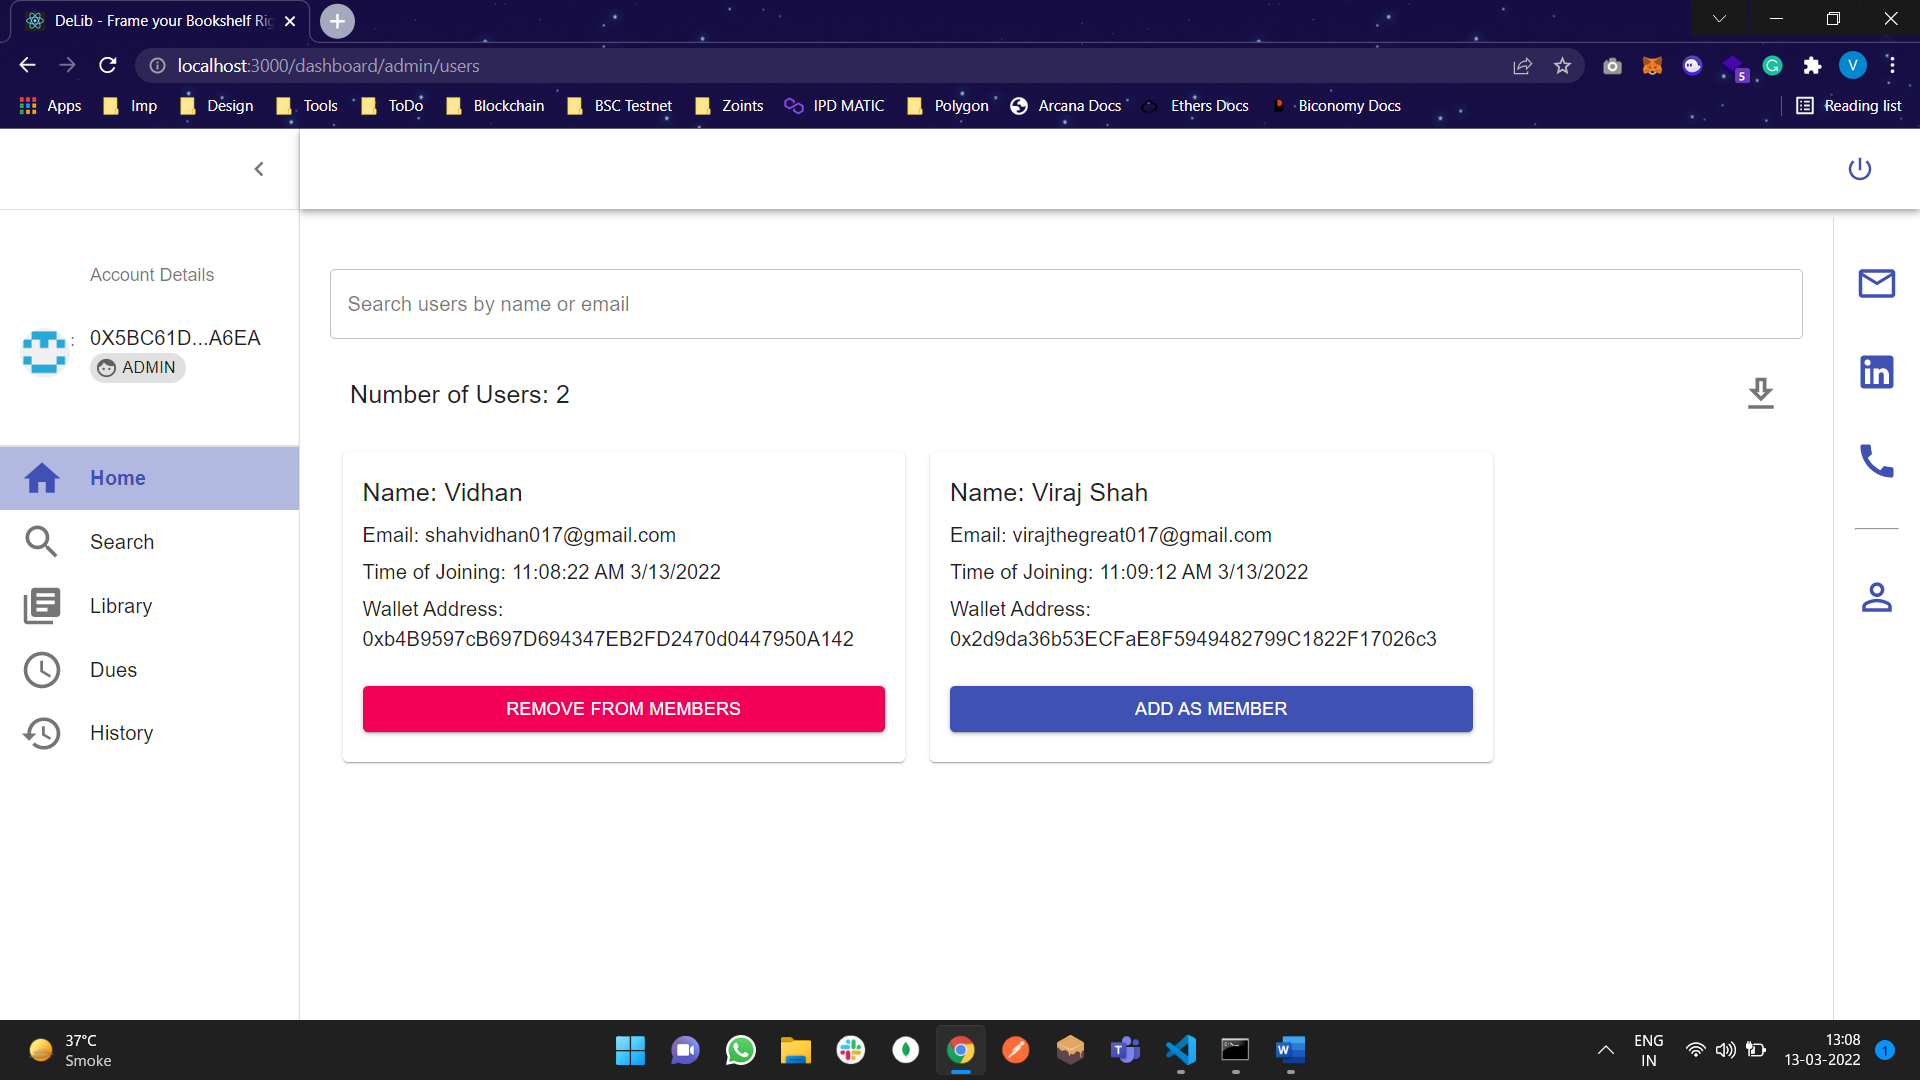 DeLib - Frame your Bookshelf Rig
localhost:3000/dashboard/admin/users
5
V
Apps
Imp
Design
Tools
ToDo
Blockchain
BSC Testnet
Zoints
IPD MATIC
Polygon
Arcana Docs
Ethers Docs
Biconomy Docs
Reading list
Account Details
: 0X5BC61D...A6EA
ADMIN
Home
Search
Library
Dues
History
Search users by name or email
Number of Users: 2
Name: Vidhan
Email: shahvidhan017@gmail.com
Time of Joining: 11:08:22 AM 3/13/2022
Wallet Address:
0xb4B9597cB697D694347EB2FD2470d0447950A142
REMOVE FROM MEMBERS
Name: Viraj Shah
Email: virajthegreat017@gmail.com
Time of Joining: 11:09:12 AM 3/13/2022
Wallet Address:
0x2d9da36b53ECFaE8F5949482799C1822F17026c3
ADD AS MEMBER
in
37°C
Smoke
ENG
IN
13:08
13-03-2022
1